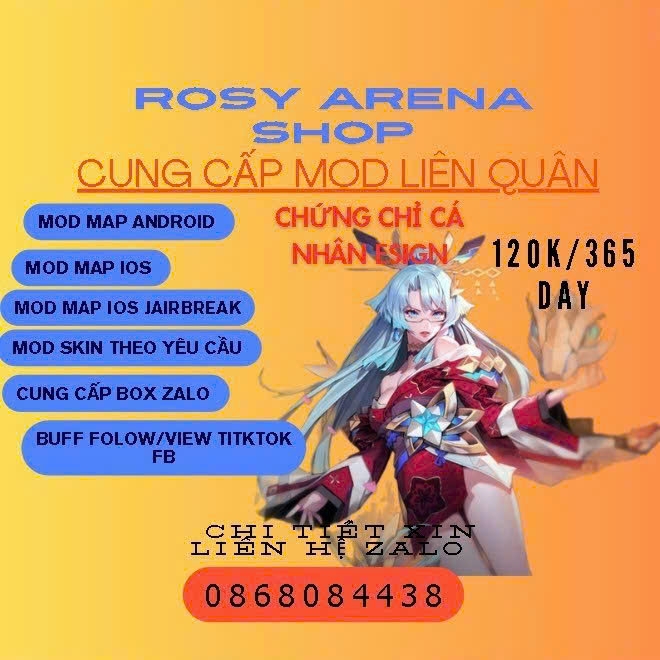 ROSY ARENA
SHOP
CUNG CẤP MOD LIÊN QUÂN
MOD MAP ANDROID
MOD MAP IOS
MOD MAP IOS JAIRBREAK
MOD SKIN THEO YÊU CẦU
CUNG CẤP BOX ZALO
BUFF FOLOW/VIEW TITKTOK
FB
CHỨNG CHỈ CÁ
NHÂN ESIGN
120K/365
DAY
CHI TIẾT XIN
LIÊN HỆ ZALO
0868084438